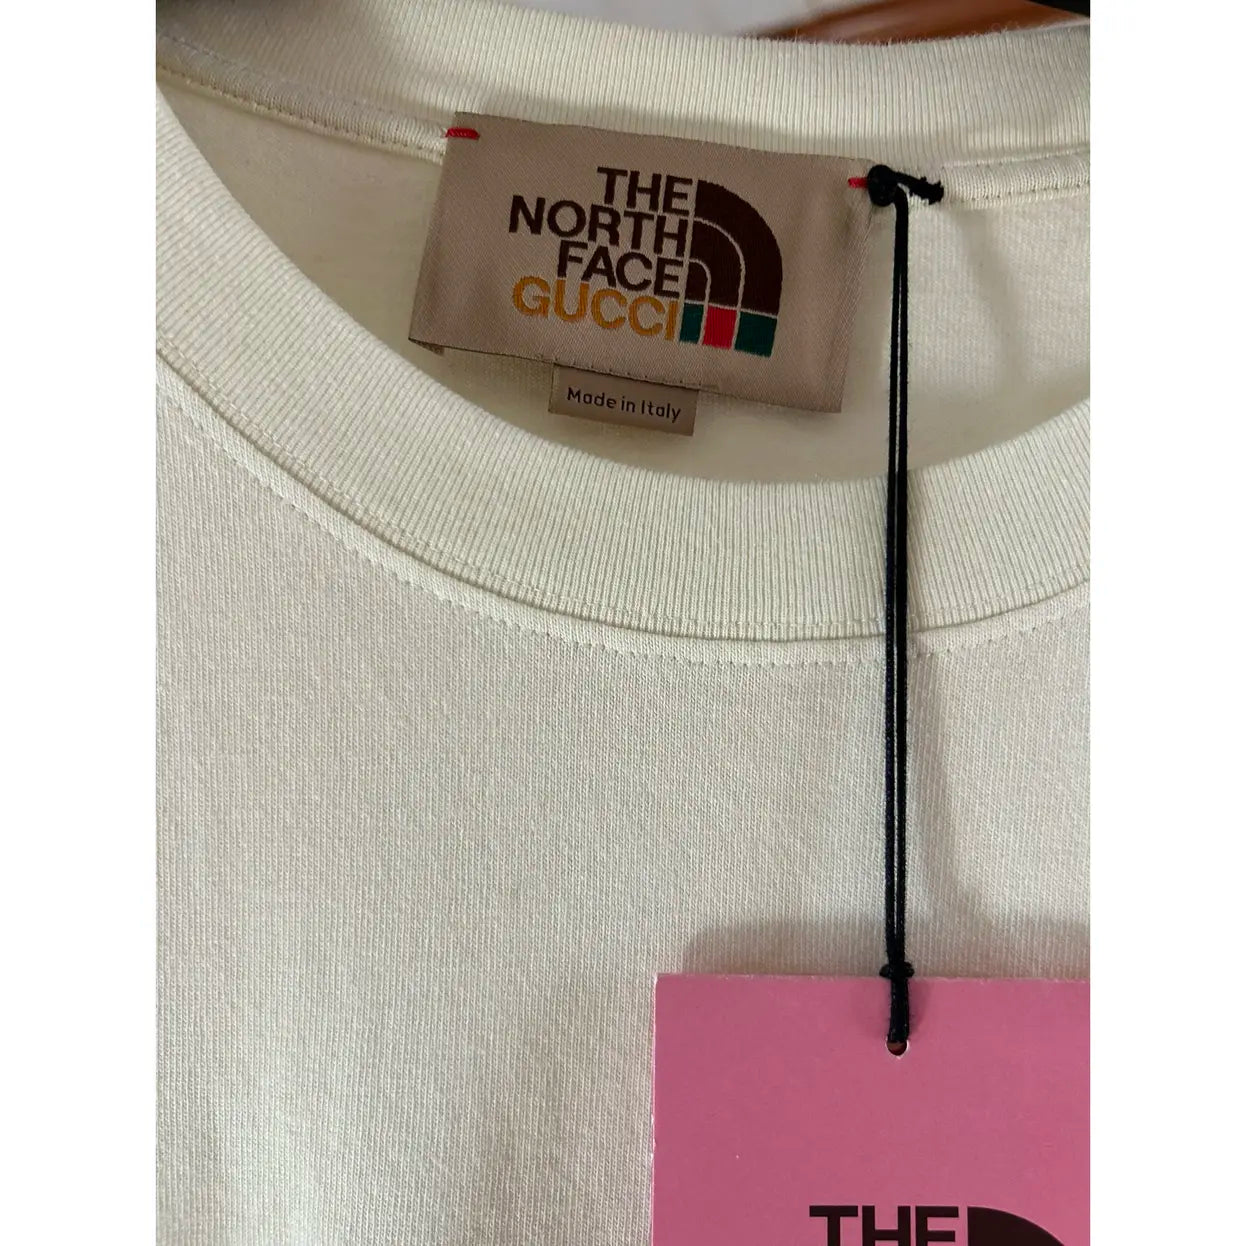 THE
NORTH
FACE
GUCCI
Made in Italy
THE